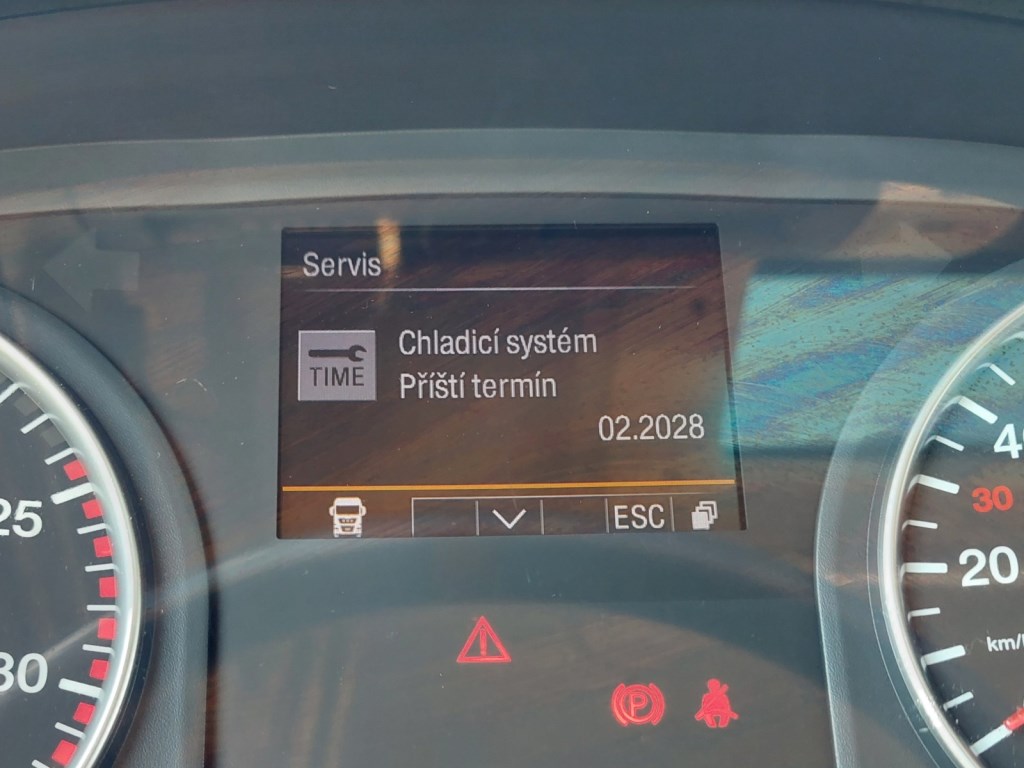 Servis
TIME
Chladicí systém
Příští termín
02.2028
ESC
25
30
40
30
20
km/h
P